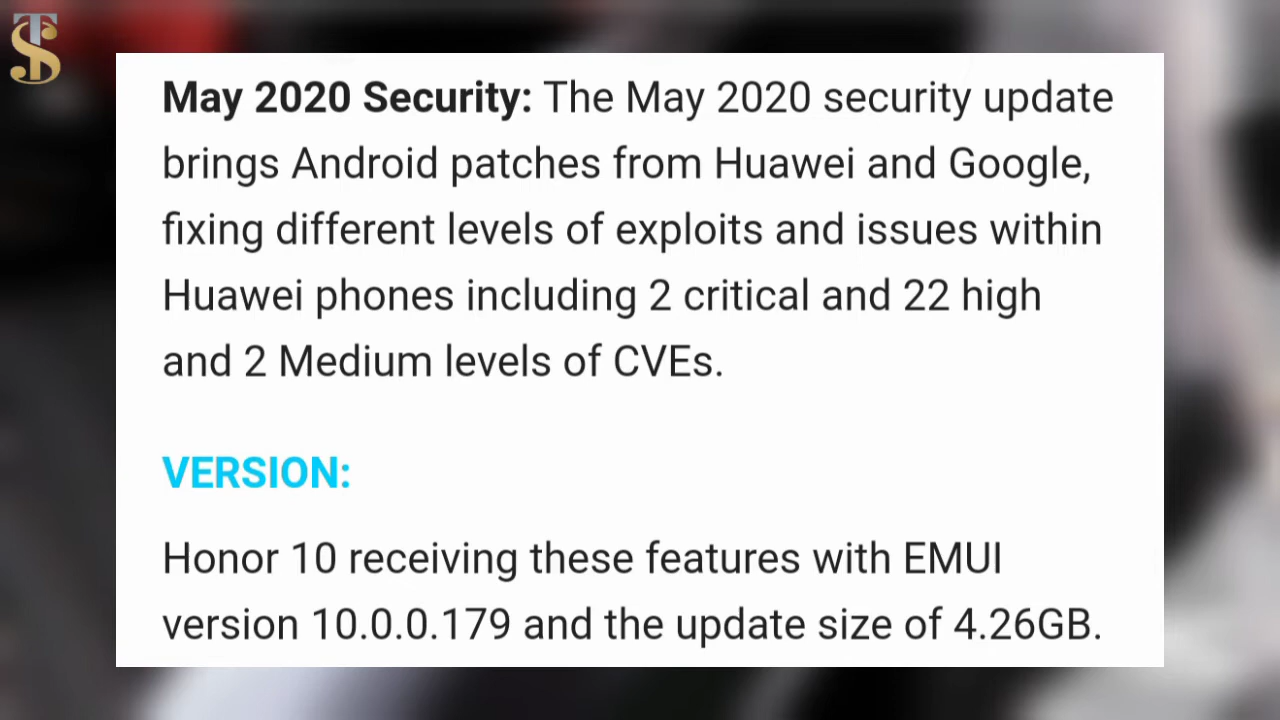 TS
May 2020 Security: The May 2020 security update
brings Android patches from Huawei and Google,
fixing different levels of exploits and issues within
Huawei phones including 2 critical and 22 high
and 2 Medium levels of CVEs.
VERSION:
Honor 10 receiving these features with EMUI
version 10.0.0.179 and the update size of 4.26GB.